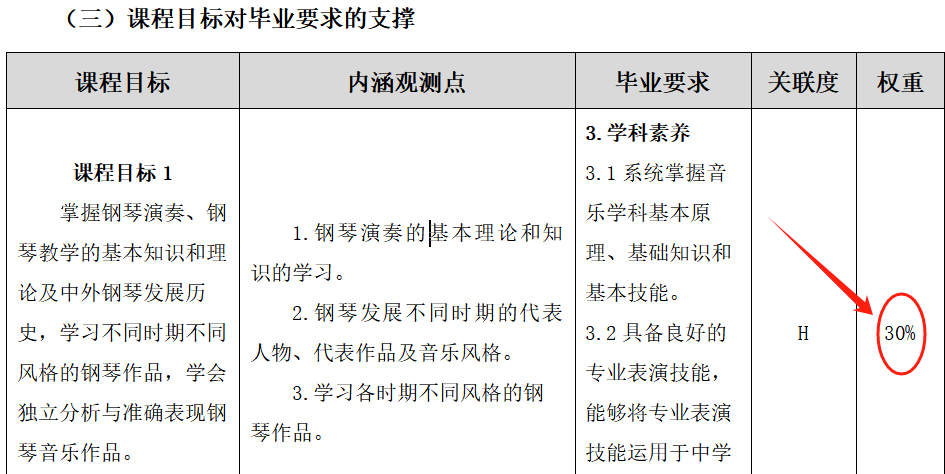 （三）课程目标对毕业要求的支撑
课程目标
内涵观测点
毕业要求
关联度
权重
课程目标 1
掌握钢琴演奏、钢
琴教学的基本知识和理
论及中外钢琴发展历
史，学习不同时期不同
风格的钢琴作品，学会
独立分析与准确表现钢
琴音乐作品。
1.钢琴演奏的基本理论和知
识的学习。
2.钢琴发展不同时期的代表
人物、代表作品及音乐风格。
3.学习各时期不同风格的钢
琴作品。
3.学科素养
3.1 系统掌握音
乐学科基本原
理、基础知识和
基本技能。
3.2 具备良好的
专业表演技能，
能够将专业表演
技能运用于中学
H
30%